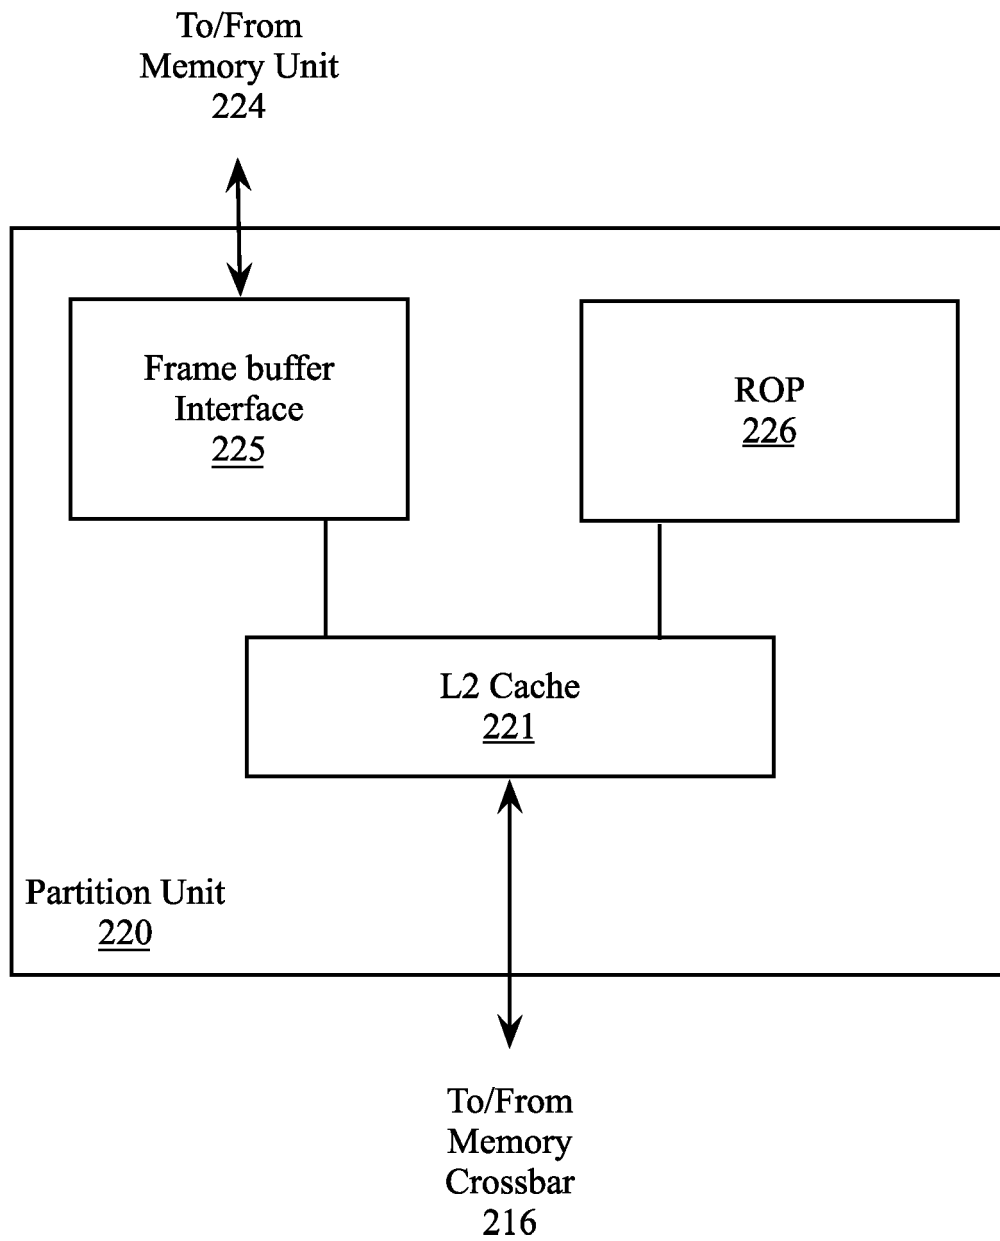 To/From
Memory Unit
224
Frame buffer
Interface
225
ROP
226
L2 Cache
221
Partition Unit
220
To/From
Memory
Crossbar
216